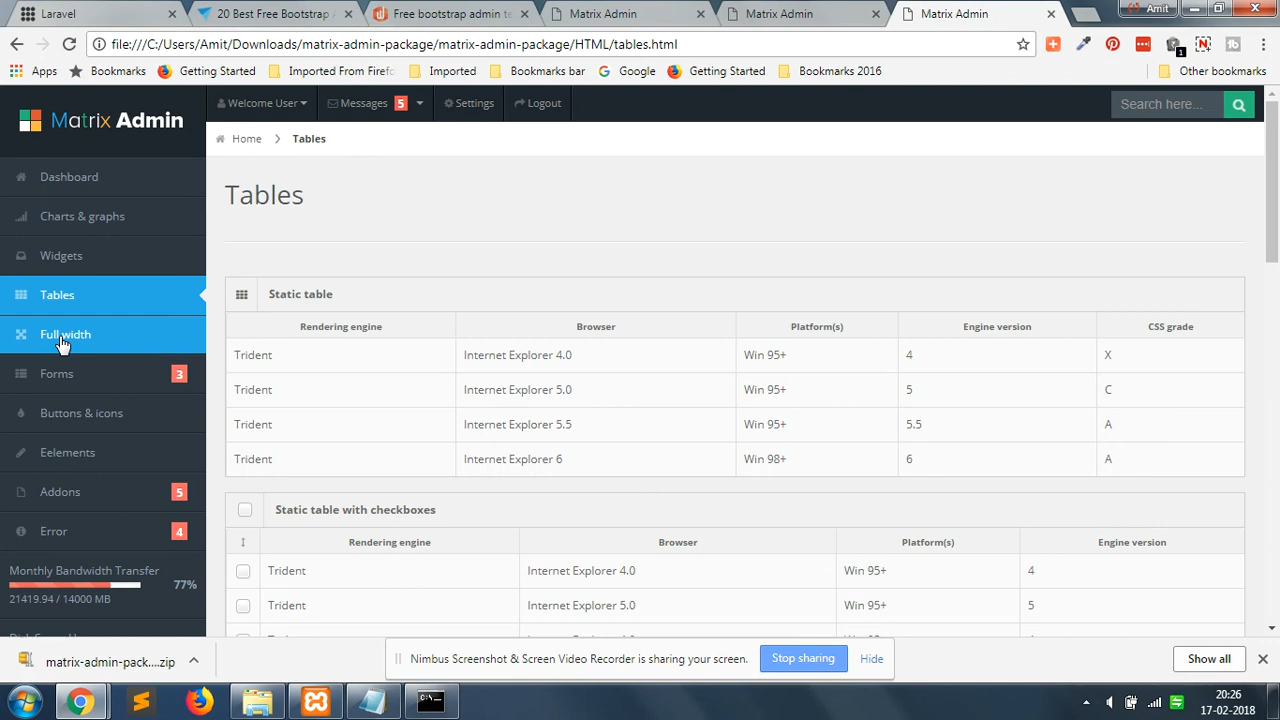 Laravel
20 Best Free Bootstrap
Free bootstrap admin te
Matrix Admin
Matrix Admin
Matrix Admin
Amit
file:///C:/Users/Amit/Downloads/matrix-admin-package/matrix-admin-package/HTML/tables.html
1
Apps
Bookmarks
Getting Started
Imported From Firefo
Imported
Bookmarks bar
Google
Getting Started
Bookmarks 2016
Other bookmarks
Matrix Admin
Welcome User
Messages 5
Settings
Logout
Search here...
Home
Tables
Dashboard
Charts & graphs
Widgets
Tables
Full width
Forms 3
Buttons & icons
Eelements
Addons 5
Error 4
Monthly Bandwidth Transfer
77%
21419.94 / 14000 MB
Tables
Static table
Rendering engine Browser Platform(s) Engine version CSS grade
Trident Internet Explorer 4.0 Win 95+ 4 X
Trident Internet Explorer 5.0 Win 95+ 5 C
Trident Internet Explorer 5.5 Win 95+ 5.5 A
Trident Internet Explorer 6 Win 98+ 6 A
Static table with checkboxes
Rendering engine Browser Platform(s) Engine version
Trident Internet Explorer 4.0 Win 95+ 4
Trident Internet Explorer 5.0 Win 95+ 5
matrix-admin-pack....zip
Nimbus Screenshot & Screen Video Recorder is sharing your screen.
Stop sharing
Hide
Show all
20:26
17-02-2018